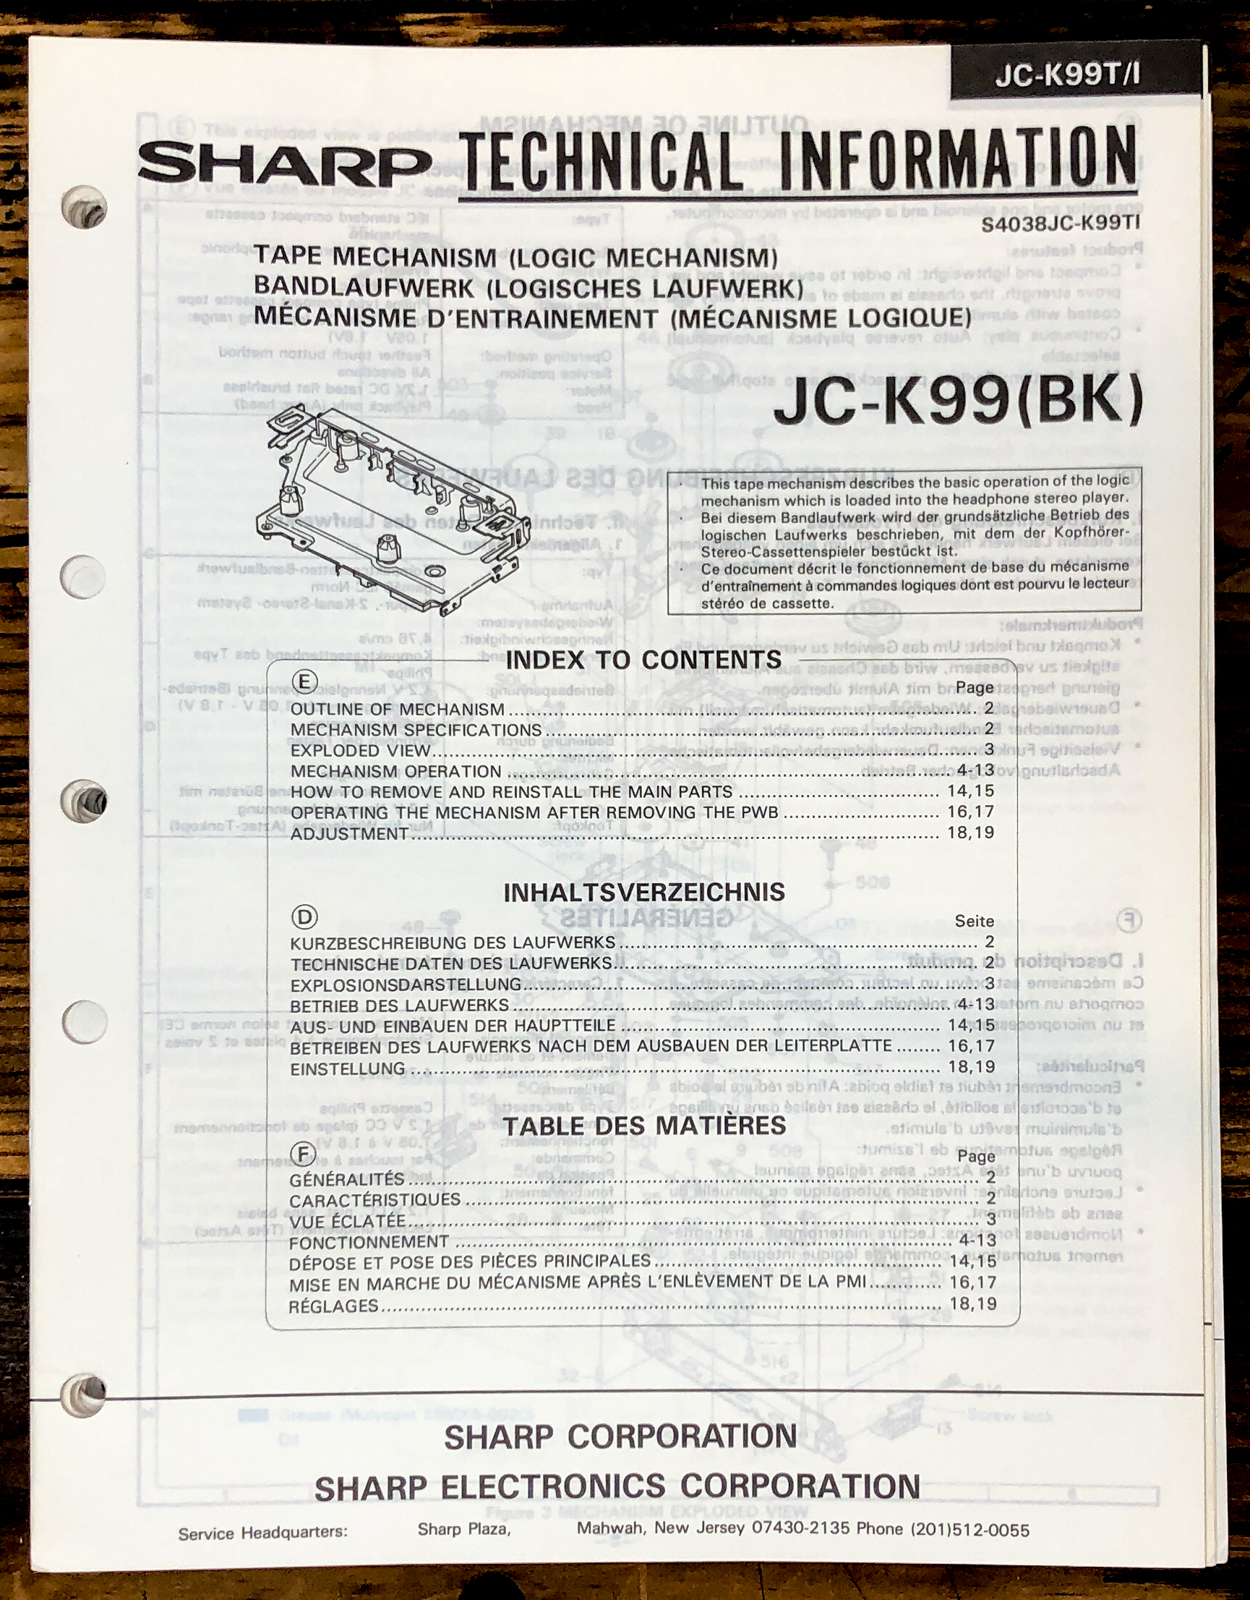 JC-K99T/I
SHARP TECHNICAL INFORMATION
S4038JC-K99TI
TAPE MECHANISM (LOGIC MECHANISM)
BANDLAUFWERK (LOGISCHES LAUFWERK)
MÉCANISME D'ENTRAINEMENT (MÉCANISME LOGIQUE)
JC-K99(BK)
· This tape mechanism describes the basic operation of the logic
mechanism which is loaded into the headphone stereo player.
· Bei diesem Bandlaufwerk wird der grundsätzliche Betrieb des
logischen Laufwerks beschrieben, mit dem der Kopfhörer-
Stereo-Cassettenspieler bestückt ist.
· Ce document décrit le fonctionnement de base du mécanisme
d'entraînement à commandes logiques dont est pourvu le lecteur
stéréo de cassette.
INDEX TO CONTENTS
Ⓔ
Page
OUTLINE OF MECHANISM ........ 2
MECHANISM SPECIFICATIONS ........ 2
EXPLODED VIEW ........ 3
MECHANISM OPERATION ........ 4-13
HOW TO REMOVE AND REINSTALL THE MAIN PARTS ........ 14,15
OPERATING THE MECHANISM AFTER REMOVING THE PWB ........ 16,17
ADJUSTMENT ........ 18,19
INHALTSVERZEICHNIS
Ⓓ
Seite
KURZBESCHREIBUNG DES LAUFWERKS ........ 2
TECHNISCHE DATEN DES LAUFWERKS ........ 2
EXPLOSIONSDARSTELLUNG ........ 3
BETRIEB DES LAUFWERKS ........ 4-13
AUS- UND EINBAUEN DER HAUPTTEILE ........ 14,15
BETREIBEN DES LAUFWERKS NACH DEM AUSBAUEN DER LEITERPLATTE ........ 16,17
EINSTELLUNG ........ 18,19
TABLE DES MATIÈRES
Ⓕ
Page
GÉNÉRALITÉS ........ 2
CARACTÉRISTIQUES ........ 2
VUE ÉCLATÉE ........ 3
FONCTIONNEMENT ........ 4-13
DÉPOSE ET POSE DES PIÈCES PRINCIPALES ........ 14,15
MISE EN MARCHE DU MÉCANISME APRÈS L'ENLÈVEMENT DE LA PMI ........ 16,17
RÉGLAGES ........ 18,19
SHARP CORPORATION
SHARP ELECTRONICS CORPORATION
Service Headquarters: Sharp Plaza, Mahwah, New Jersey 07430-2135 Phone (201)512-0055